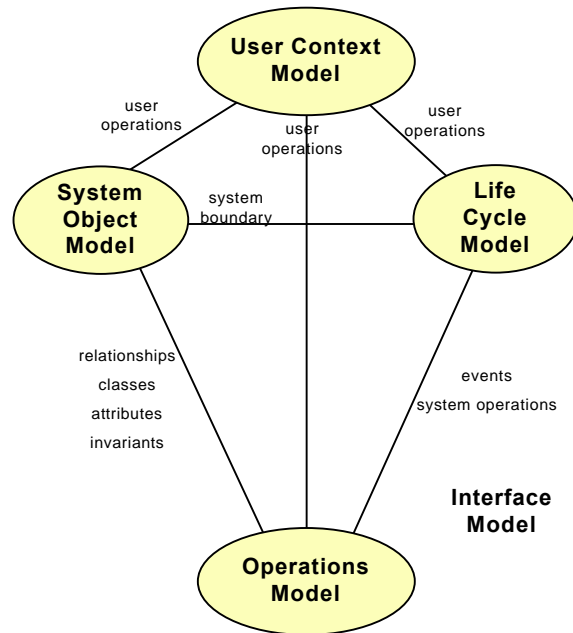 User Context
Model
user
operations
user
operations
user
operations
System
Object
Model
system
boundary
Life
Cycle
Model
relationships
classes
attributes
invariants
events
system operations
Interface
Model
Operations
Model